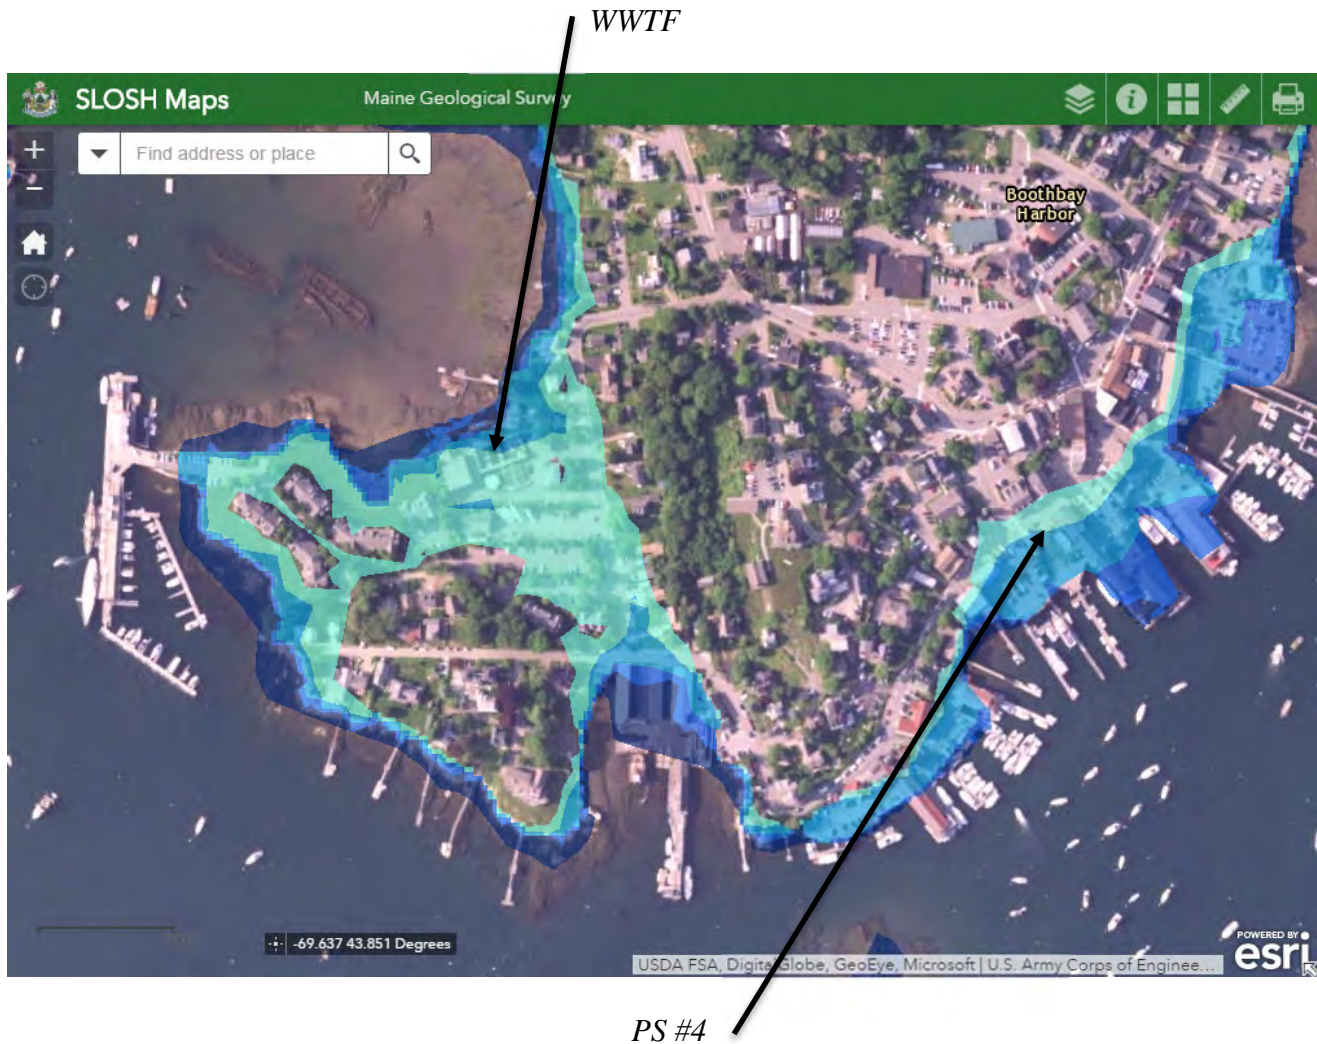 WWTF
SLOSH Maps
Maine Geological Survey
Find address or place
Boothbay
Harbor
-69.637 43.851 Degrees
USDA FSA, DigitalGlobe, GeoEye, Microsoft | U.S. Army Corps of Enginee...
POWERED BY
esri
PS #4